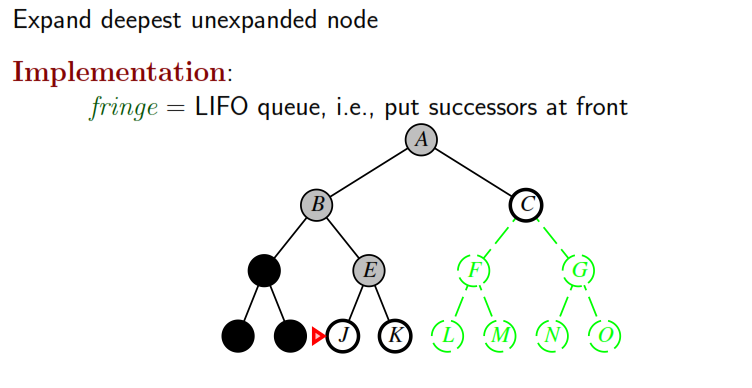 Expand deepest unexpanded node
Implementation:
fringe = LIFO queue, i.e., put successors at front
A
B C
E F G
J K L M N O